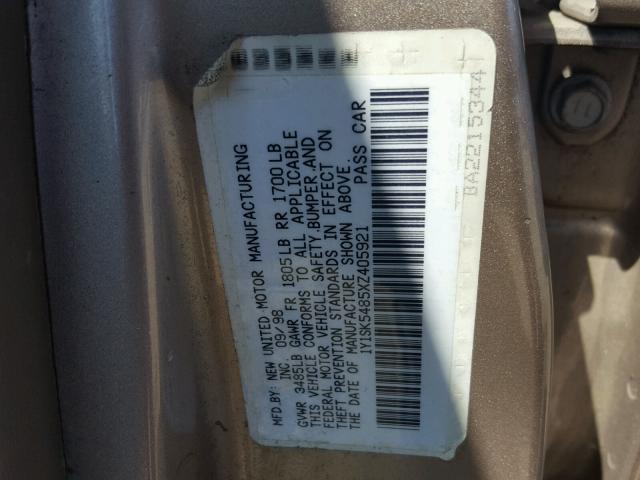 MFD.BY: NEW UNITED MOTOR MANUFACTURING
INC. 09/98
GVWR 3485LB GAWR FR 1805LB RR 1700LB
THIS VEHICLE CONFORMS TO ALL APPLICABLE
FEDERAL MOTOR VEHICLE SAFETY,BUMPER,AND
THEFT PREVENTION STANDARDS IN EFFECT ON
THE DATE OF MANUFACTURE SHOWN ABOVE.
1Y1SK5485XZ405921 PASS CAR
BA2215344